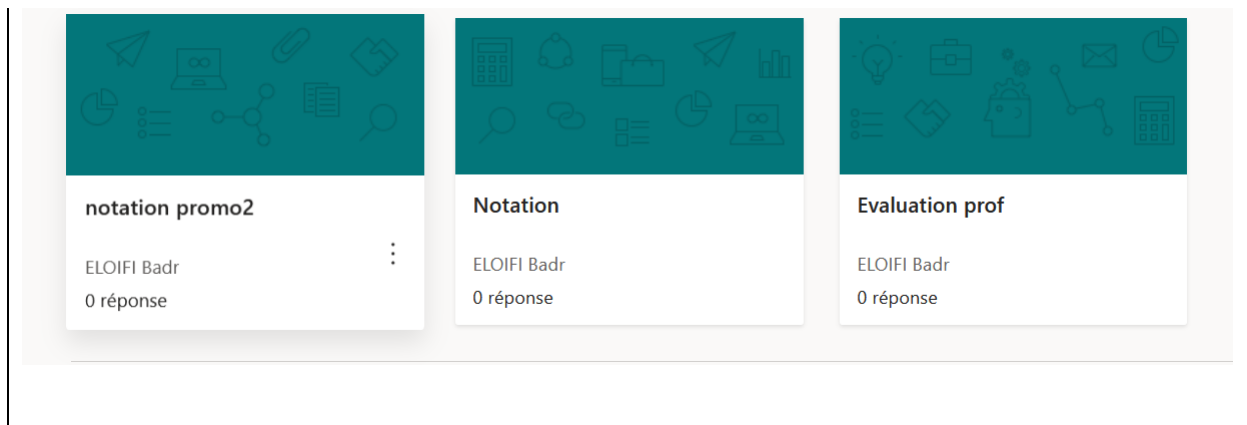 notation promo2
ELOIFI Badr
0 réponse
Notation
ELOIFI Badr
0 réponse
Evaluation prof
ELOIFI Badr
0 réponse